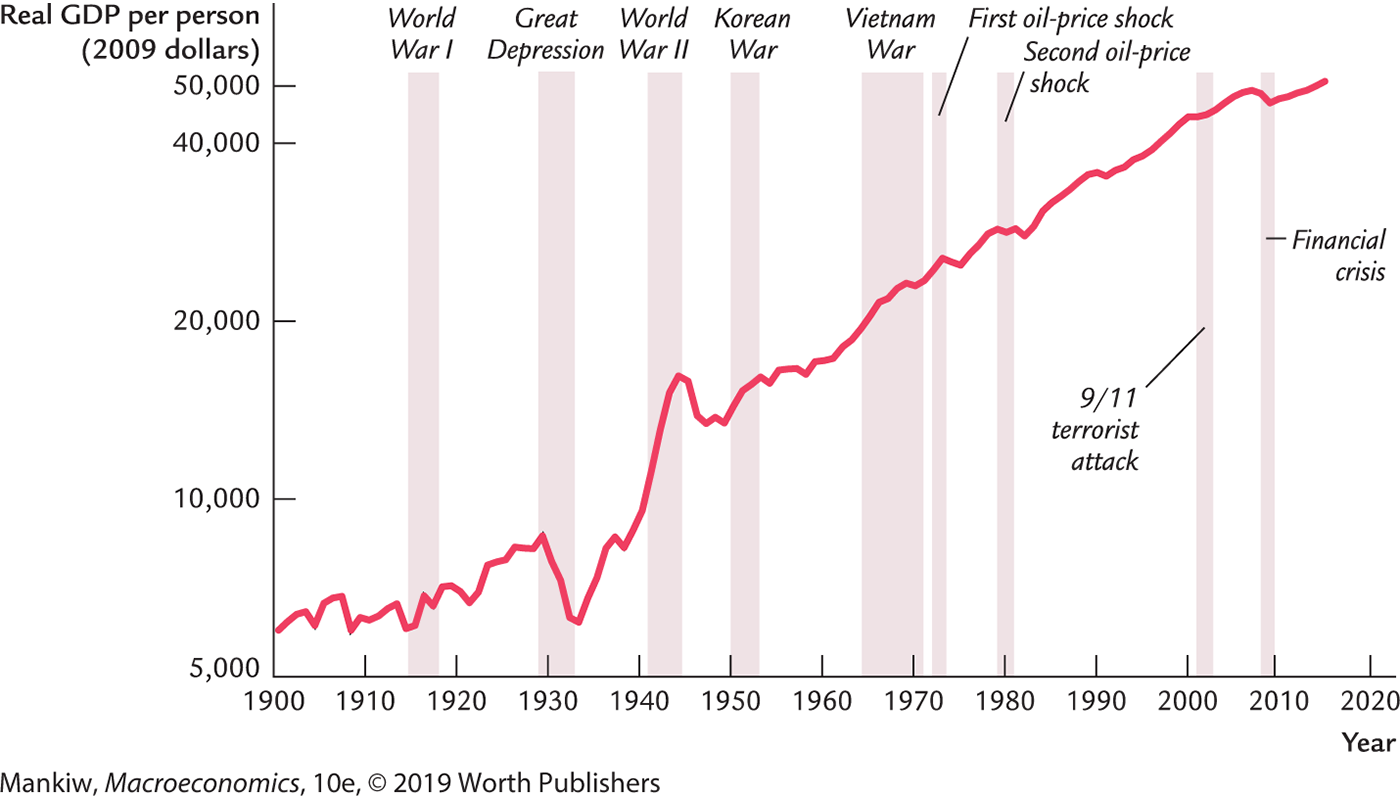 Real GDP per person
(2009 dollars)
World
War I
Great
Depression
World
War II
Korean
War
Vietnam
War
First oil-price shock
Second oil-price
shock
50,000
40,000
20,000
10,000
5,000
Financial
crisis
9/11
terrorist
attack
1900 1910 1920 1930 1940 1950 1960 1970 1980 1990 2000 2010 2020
Year
Mankiw, Macroeconomics, 10e, © 2019 Worth Publishers